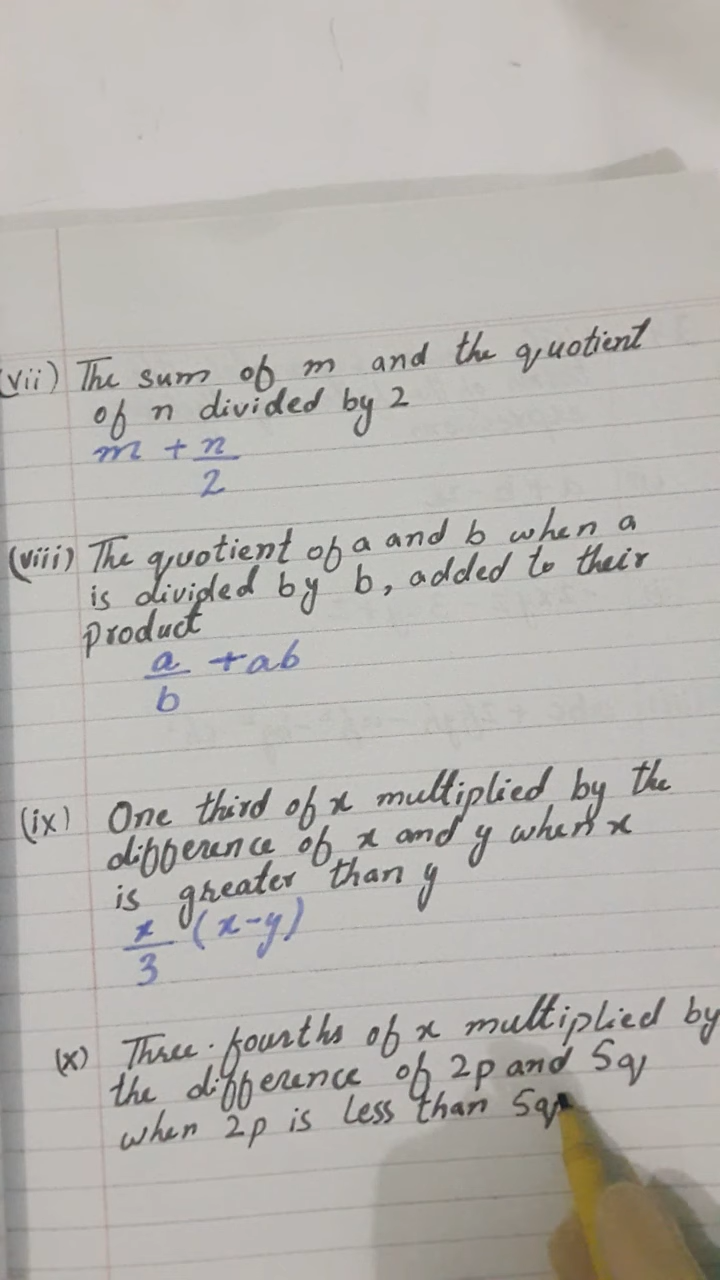 (vii) The sum of m and the quotient
of n divided by 2
m + n/2
(viii) The quotient of a and b when a
is divided by b, added to their
product
a/b + ab
(ix) One third of x multiplied by the
difference of x and y when x
is greater than y
x/3 (x-y)
(x) Three-fourths of x multiplied by
the difference of 2p and 5q
when 2p is less than 5q